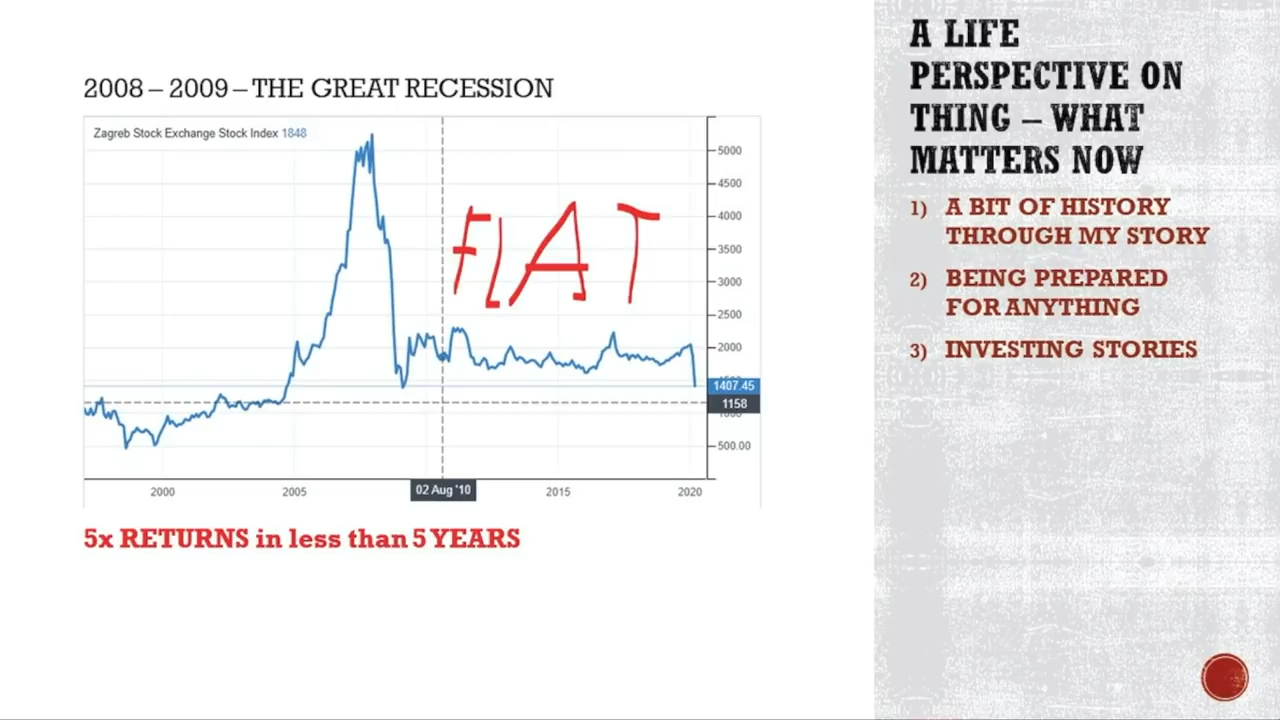 2008 – 2009 – THE GREAT RECESSION
Zagreb Stock Exchange Stock Index 1848
5000
4500
4000
3500
3000
2500
2000
1407.45
1158
500.00
FLAT
2000
2005
02 Aug '10
2015
2020
5x RETURNS in less than 5 YEARS
A LIFE
PERSPECTIVE ON
THING – WHAT
MATTERS NOW
1) A BIT OF HISTORY
THROUGH MY STORY
2) BEING PREPARED
FOR ANYTHING
3) INVESTING STORIES